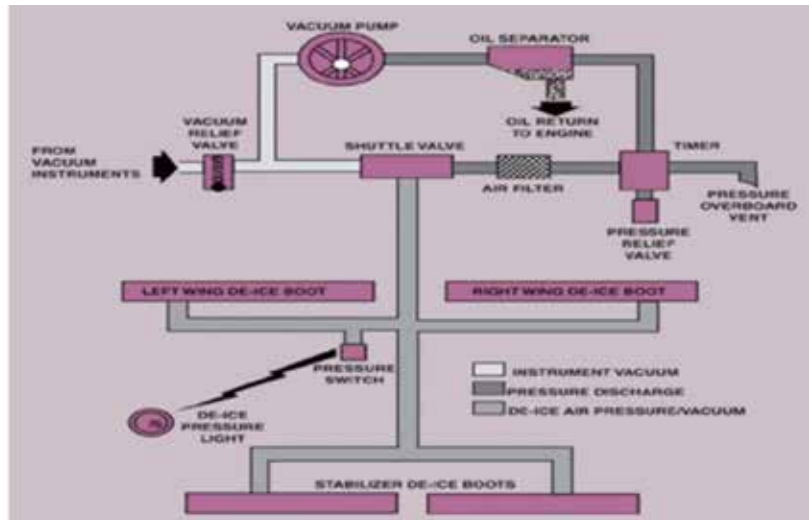 VACUUM PUMP
OIL SEPARATOR
VACUUM
RELIEF
VALVE
OIL RETURN
TO ENGINE
FROM
VACUUM
INSTRUMENTS
SHUTTLE VALVE
TIMER
AIR FILTER
PRESSURE
OVERBOARD
VENT
PRESSURE
RELIEF
VALVE
LEFT WING DE-ICE BOOT
RIGHT WING DE-ICE BOOT
PRESSURE
SWITCH
INSTRUMENT VACUUM
PRESSURE DISCHARGE
DE-ICE AIR PRESSURE/VACUUM
DE-ICE
PRESSURE
LIGHT
STABILIZER DE-ICE BOOTS